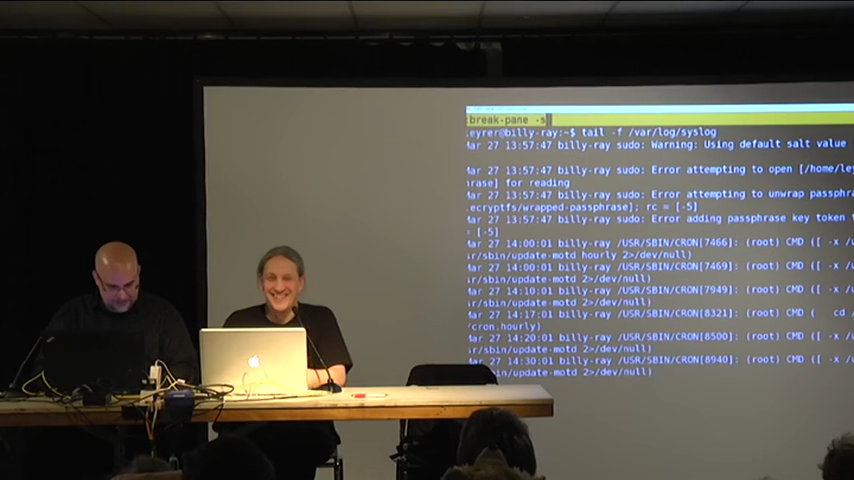 :break-pane -s
leyrer@billy-ray:~$ tail -f /var/log/syslog
Mar 27 13:57:47 billy-ray sudo: Warning: Using default salt value
Mar 27 13:57:47 billy-ray sudo: Error attempting to open [/home/ley
hrase] for reading
Mar 27 13:57:47 billy-ray sudo: Error attempting to unwrap passphra
.ecryptfs/wrapped-passphrase]; rc = [-5]
Mar 27 13:57:47 billy-ray sudo: Error adding passphrase key token t
= [-5]
Mar 27 14:00:01 billy-ray /USR/SBIN/CRON[7466]: (root) CMD ([ -x /u
sr/sbin/update-motd hourly 2>/dev/null)
Mar 27 14:00:01 billy-ray /USR/SBIN/CRON[7469]: (root) CMD ([ -x /u
sr/sbin/update-motd 2>/dev/null)
Mar 27 14:10:01 billy-ray /USR/SBIN/CRON[7949]: (root) CMD ([ -x /u
sr/sbin/update-motd 2>/dev/null)
Mar 27 14:17:01 billy-ray /USR/SBIN/CRON[8321]: (root) CMD ( cd /
/cron.hourly)
Mar 27 14:20:01 billy-ray /USR/SBIN/CRON[8500]: (root) CMD ([ -x /u
sr/sbin/update-motd 2>/dev/null)
Mar 27 14:30:01 billy-ray /USR/SBIN/CRON[8940]: (root) CMD ([ -x /u
sr/sbin/update-motd 2>/dev/null)